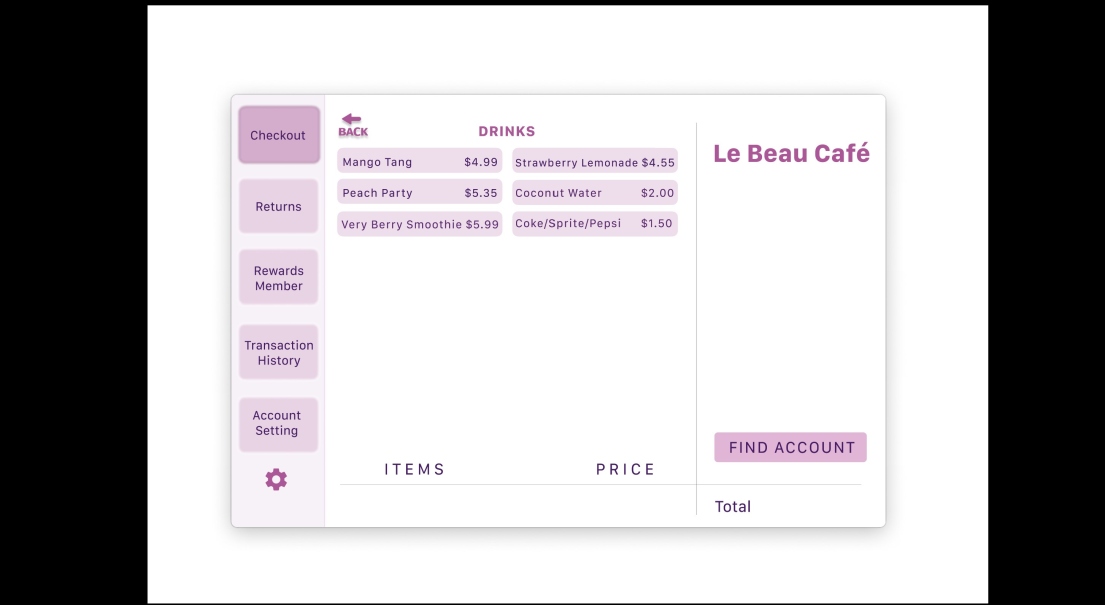 Checkout
Returns
Rewards
Member
Transaction
History
Account
Setting
BACK
DRINKS
Mango Tang $4.99
Strawberry Lemonade $4.55
Peach Party $5.35
Coconut Water $2.00
Very Berry Smoothie $5.99
Coke/Sprite/Pepsi $1.50
ITEMS PRICE
Le Beau Café
FIND ACCOUNT
Total